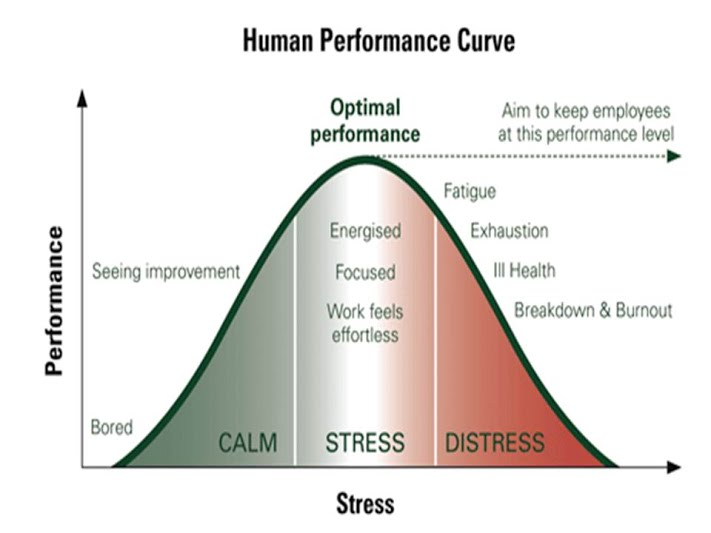 Human Performance Curve
Optimal
performance
Aim to keep employees
at this performance level
Fatigue
Energised
Exhaustion
Seeing improvement
Focused
Ill Health
Work feels
effortless
Breakdown & Burnout
Bored
CALM
STRESS
DISTRESS
Performance
Stress